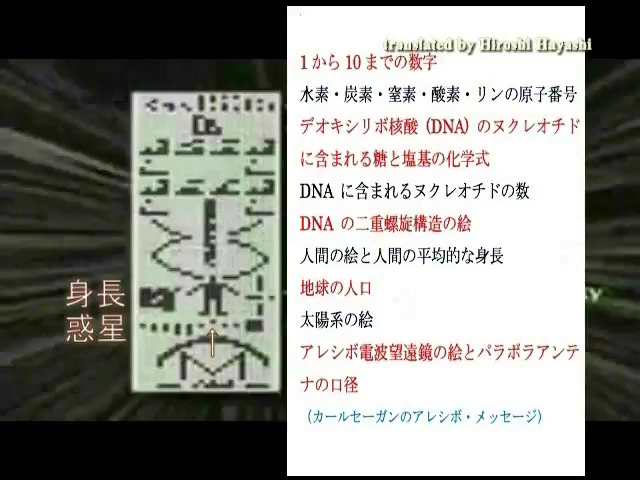 translated by Hiroshi Hayashi
1から10までの数字
水素・炭素・窒素・酸素・リンの原子番号
デオキシリボ核酸（DNA）のヌクレオチド
に含まれる糖と塩基の化学式
DNA に含まれるヌクレオチドの数
DNA の二重螺旋構造の絵
人間の絵と人間の平均的な身長
地球の人口
太陽系の絵
アレシボ電波望遠鏡の絵とパラボラアンテ
ナの口径
（カールセーガンのアレシボ・メッセージ）
身長
惑星